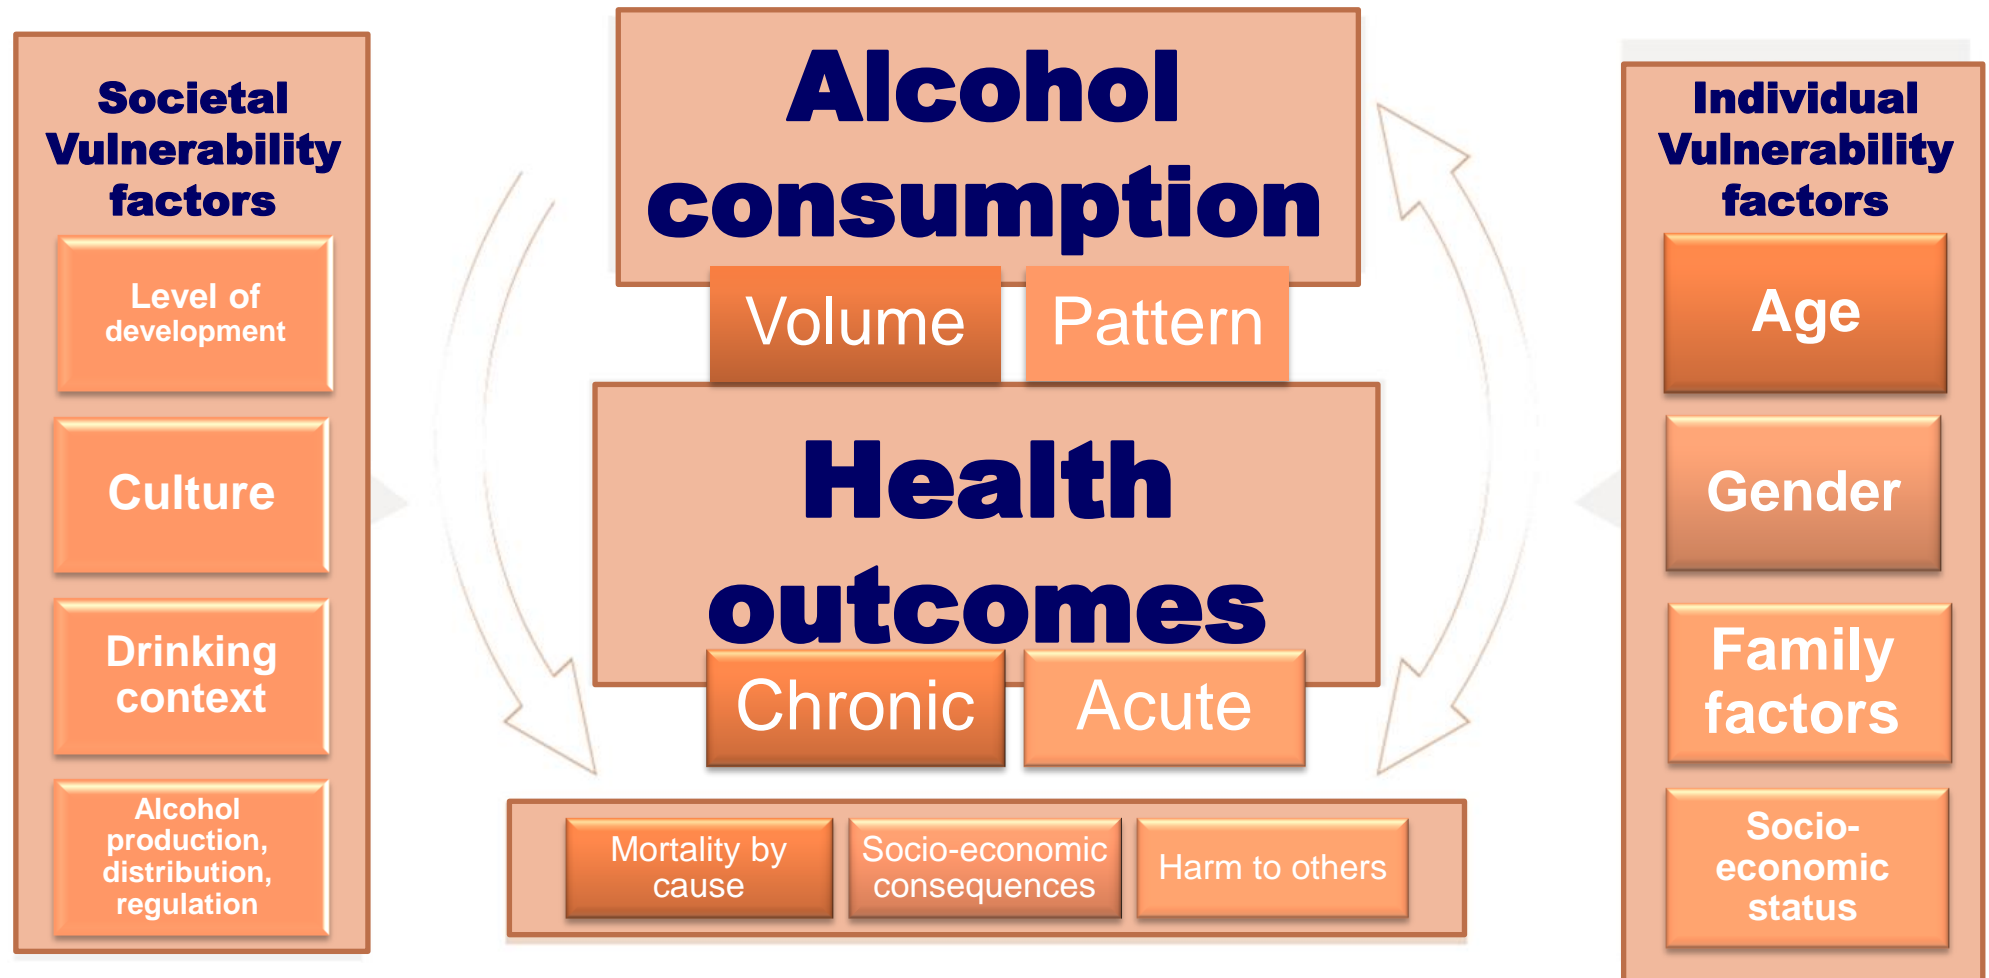 Societal
Vulnerability
factors
Level of
development
Culture
Drinking
context
Alcohol
production,
distribution,
regulation
Alcohol
consumption
Volume
Pattern
Health
outcomes
Chronic
Acute
Mortality by
cause
Socio-economic
consequences
Harm to others
Individual
Vulnerability
factors
Age
Gender
Family
factors
Socio-
economic
status